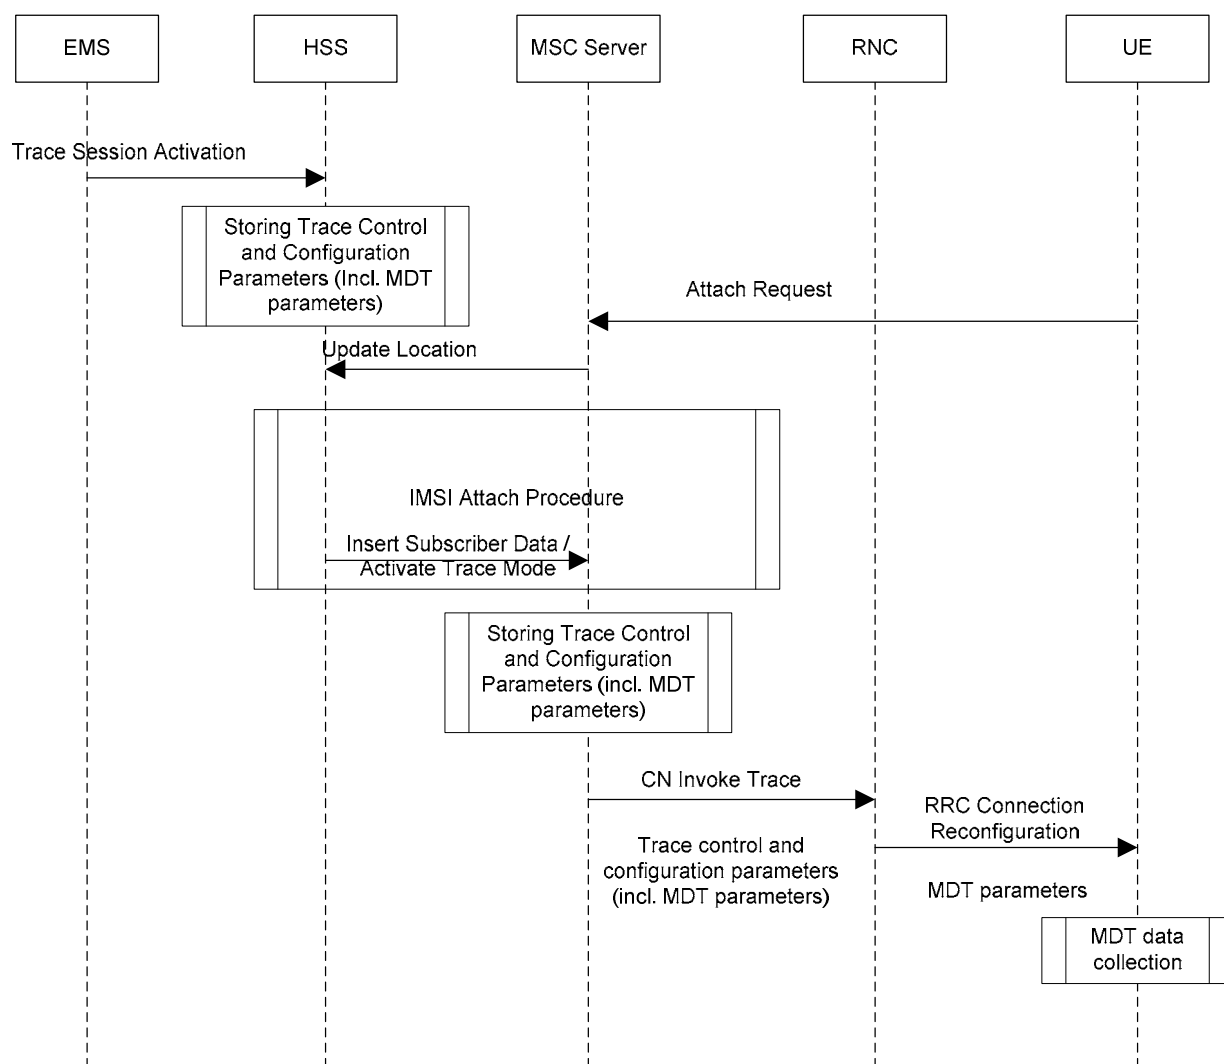 EMS
HSS
MSC Server
RNC
UE
Trace Session Activation
Storing Trace Control
and Configuration
Parameters (Incl. MDT
parameters)
Attach Request
Update Location
IMSI Attach Procedure
Insert Subscriber Data /
Activate Trace Mode
Storing Trace Control
and Configuration
Parameters (incl. MDT
parameters)
CN Invoke Trace
RRC Connection
Reconfiguration
Trace control and
configuration parameters
(incl. MDT parameters)
MDT parameters
MDT data
collection